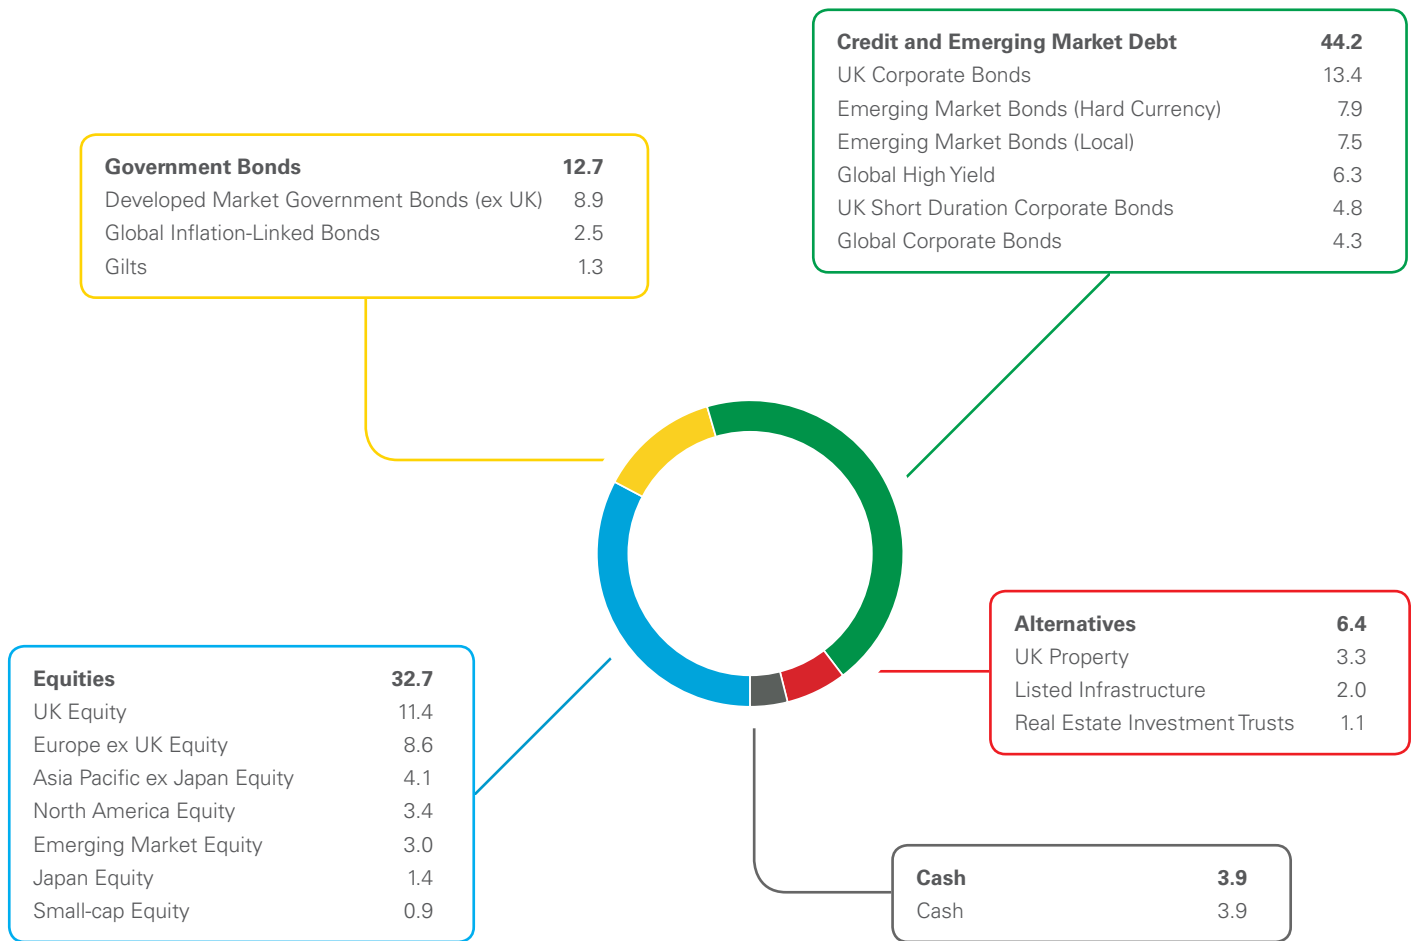 Credit and Emerging Market Debt 44.2
UK Corporate Bonds 13.4
Emerging Market Bonds (Hard Currency) 7.9
Emerging Market Bonds (Local) 7.5
Global High Yield 6.3
UK Short Duration Corporate Bonds 4.8
Global Corporate Bonds 4.3
Government Bonds 12.7
Developed Market Government Bonds (ex UK) 8.9
Global Inflation-Linked Bonds 2.5
Gilts 1.3
Alternatives 6.4
UK Property 3.3
Listed Infrastructure 2.0
Real Estate Investment Trusts 1.1
Equities 32.7
UK Equity 11.4
Europe ex UK Equity 8.6
Asia Pacific ex Japan Equity 4.1
North America Equity 3.4
Emerging Market Equity 3.0
Japan Equity 1.4
Small-cap Equity 0.9
Cash 3.9
Cash 3.9